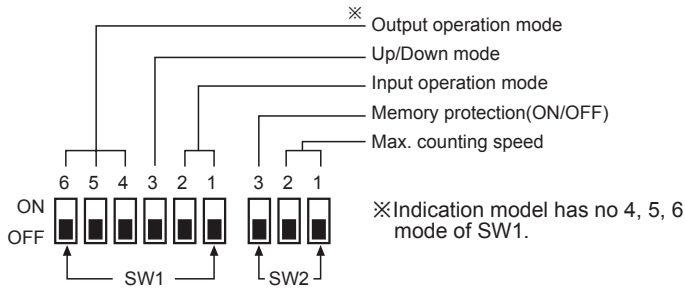 ※
Output operation mode
Up/Down mode
Input operation mode
Memory protection(ON/OFF)
Max. counting speed
6 5 4 3 2 1 3 2 1
ON
OFF
SW1 SW2
※Indication model has no 4, 5, 6
mode of SW1.